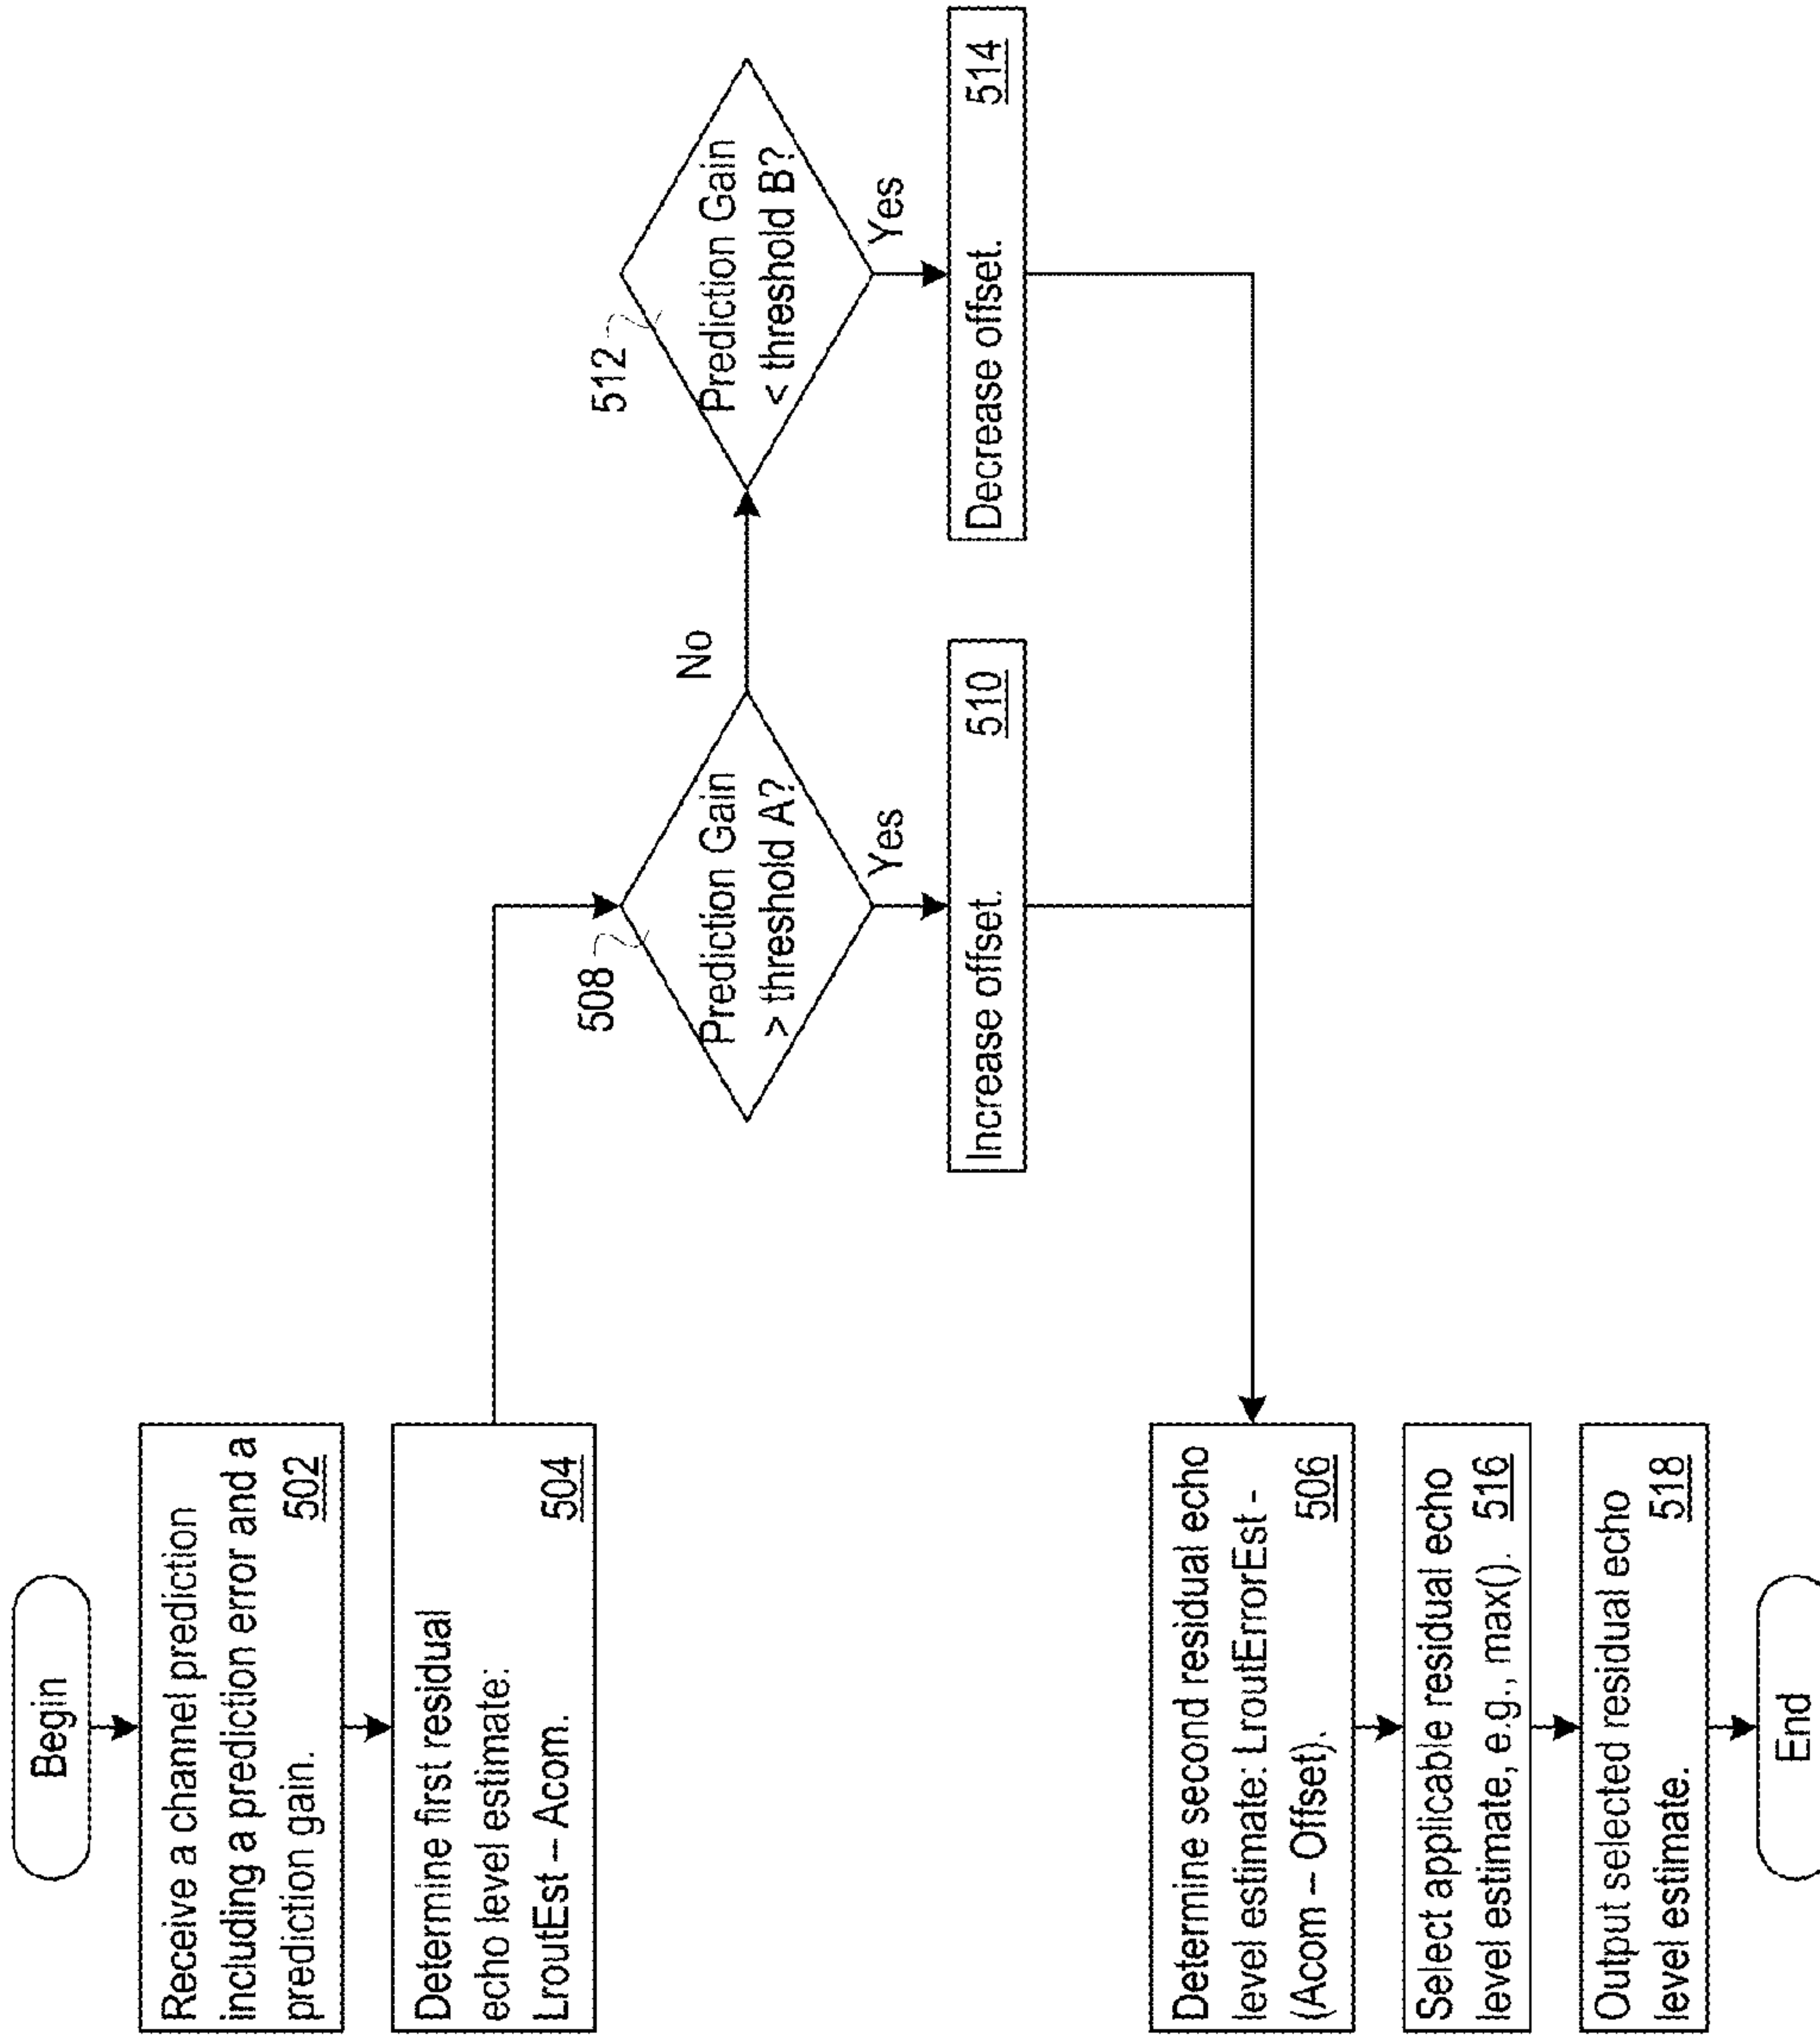 Begin
Receive a channel prediction
including a prediction error and a
prediction gain. 502
Determine first residual
echo level estimate:
LroutEst – Acom. 504
508
Prediction Gain
> threshold A?
No
Yes
Increase offset. 510
512
Prediction Gain
< threshold B?
Yes
Decrease offset. 514
Determine second residual echo
level estimate: LroutErrorEst -
(Acom – Offset). 506
Select applicable residual echo
level estimate, e.g., max(). 516
Output selected residual echo
level estimate. 518
End